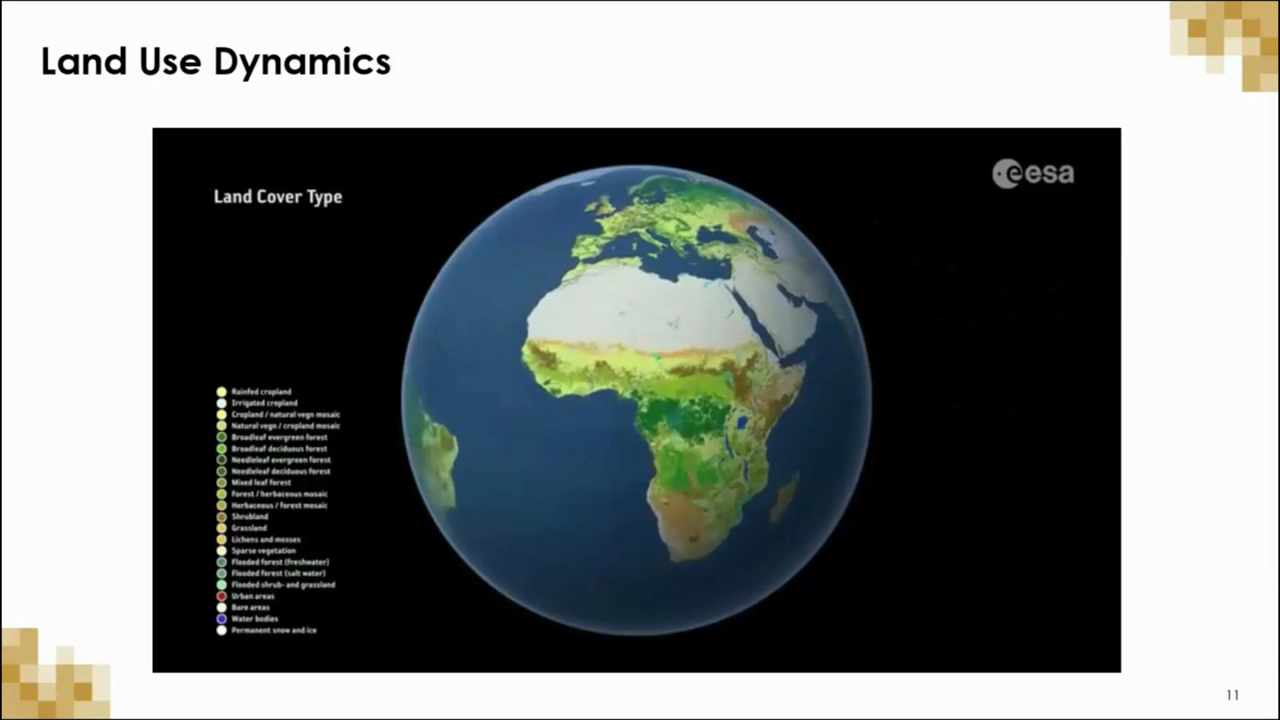 Land Use Dynamics
esa
Land Cover Type
Rainfed cropland
Irrigated cropland
Cropland / natural vegn mosaic
Natural vegn / cropland mosaic
Broadleaf evergreen forest
Broadleaf deciduous forest
Needleleaf evergreen forest
Needleleaf deciduous forest
Mixed leaf forest
Forest / herbaceous mosaic
Herbaceous / forest mosaic
Shrubland
Grassland
Lichens and mosses
Sparse vegetation
Flooded forest (freshwater)
Flooded forest (salt water)
Flooded shrub- and grassland
Urban areas
Bare areas
Water bodies
Permanent snow and ice
11